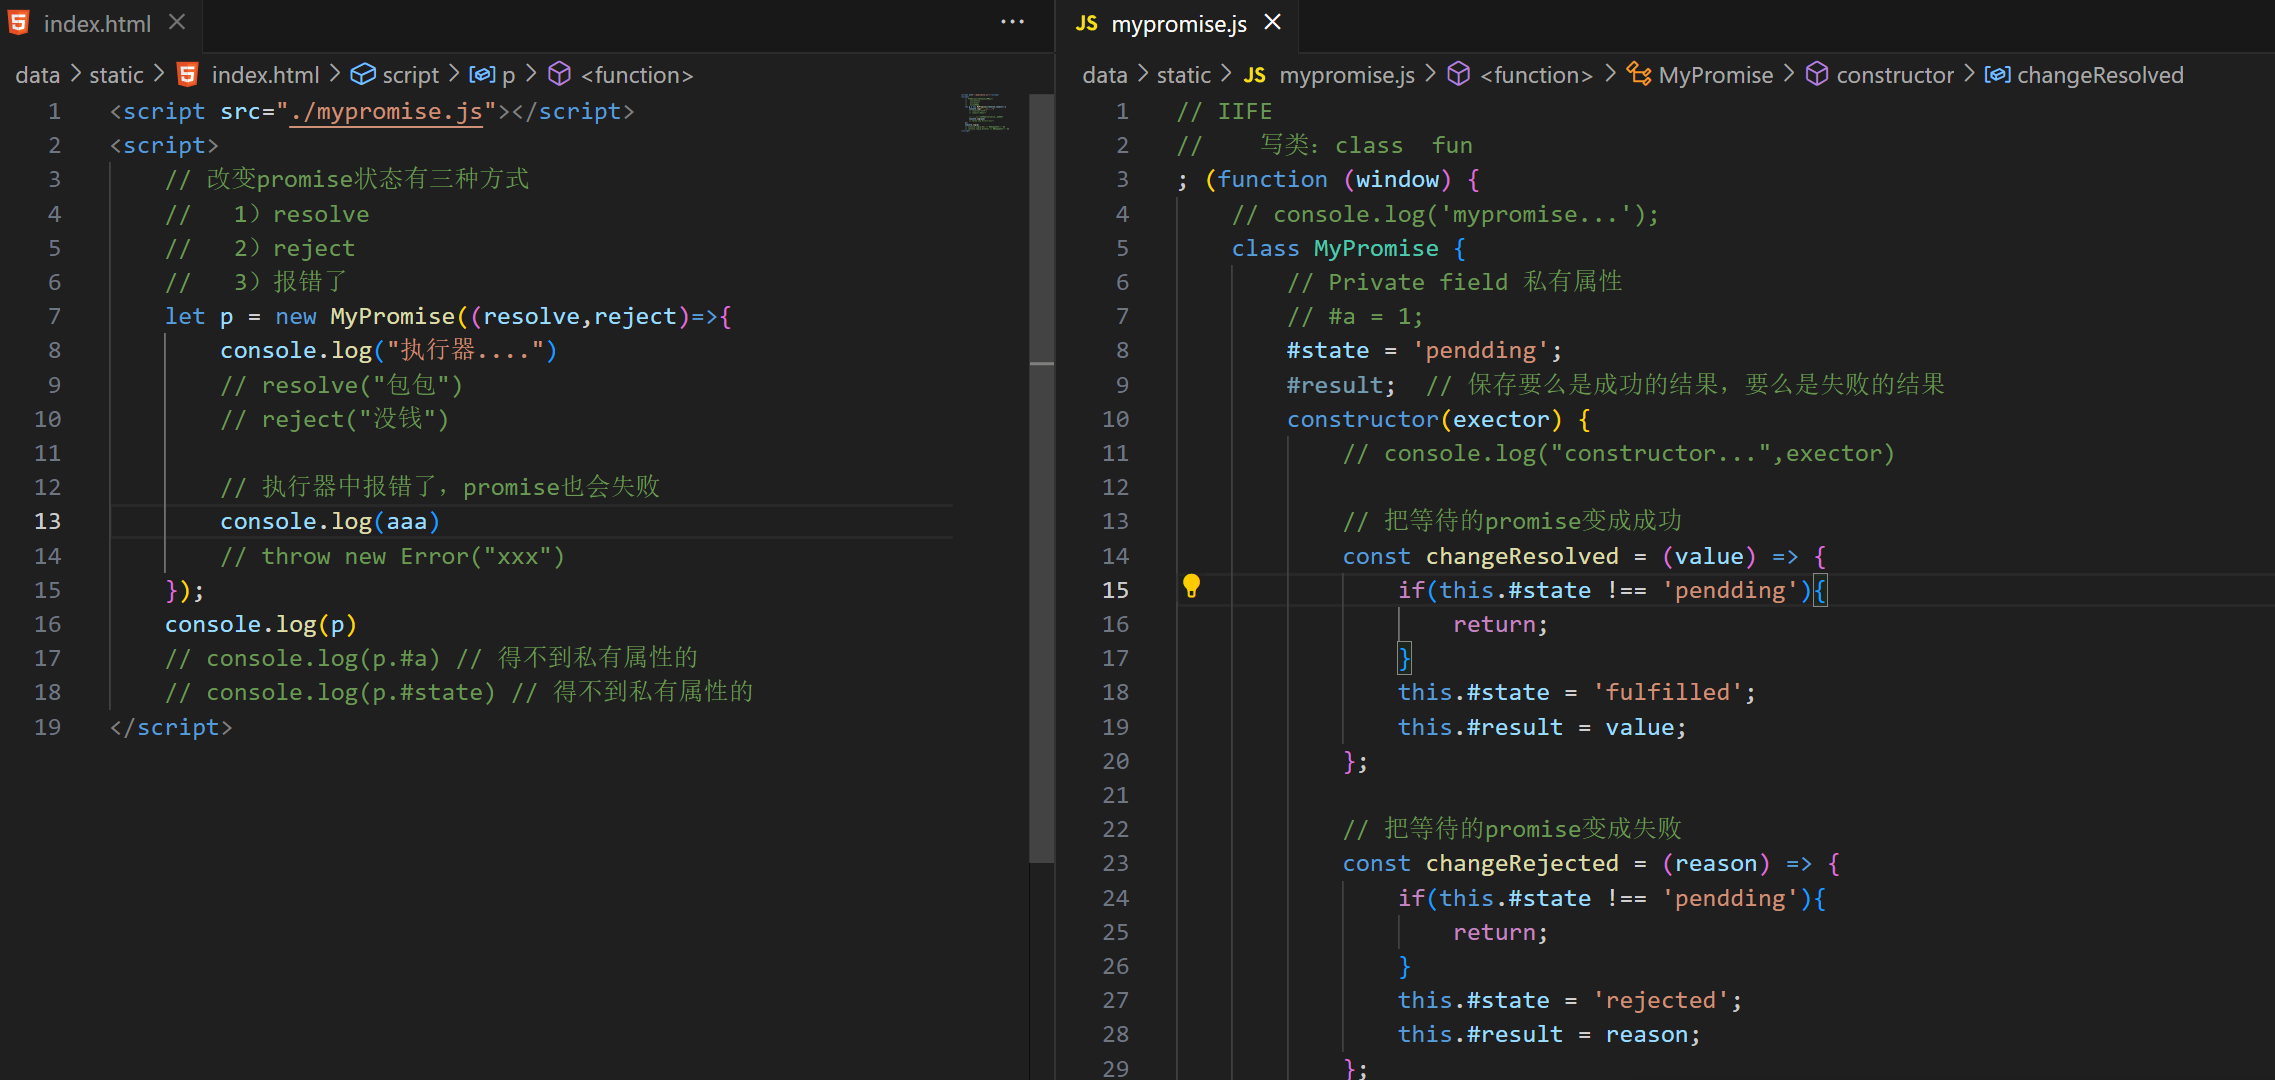 index.html
data static index.html script p <function>
1 <script src="./mypromise.js"></script>
2 <script>
3 // 改变promise状态有三种方式
4 //   1）resolve
5 //   2）reject
6 //   3）报错了
7 let p = new MyPromise((resolve,reject)=>{
8 console.log("执行器....")
9 // resolve("包包")
10 // reject("没钱")
11
12 // 执行器中报错了，promise也会失败
13 console.log(aaa)
14 // throw new Error("xxx")
15 });
16 console.log(p)
17 // console.log(p.#a) // 得不到私有属性的
18 // console.log(p.#state) // 得不到私有属性的
19 </script>
JS mypromise.js
data static JS mypromise.js <function> MyPromise constructor changeResolved
1 // IIFE
2 //    写类：class  fun
3 ; (function (window) {
4 // console.log('mypromise...');
5 class MyPromise {
6 // Private field 私有属性
7 // #a = 1;
8 #state = 'pendding';
9 #result;  // 保存要么是成功的结果，要么是失败的结果
10 constructor(exector) {
11 // console.log("constructor...",exector)
12
13 // 把等待的promise变成成功
14 const changeResolved = (value) => {
15 if(this.#state !== 'pendding'){
16 return;
17 }
18 this.#state = 'fulfilled';
19 this.#result = value;
20 };
21
22 // 把等待的promise变成失败
23 const changeRejected = (reason) => {
24 if(this.#state !== 'pendding'){
25 return;
26 }
27 this.#state = 'rejected';
28 this.#result = reason;
29 };